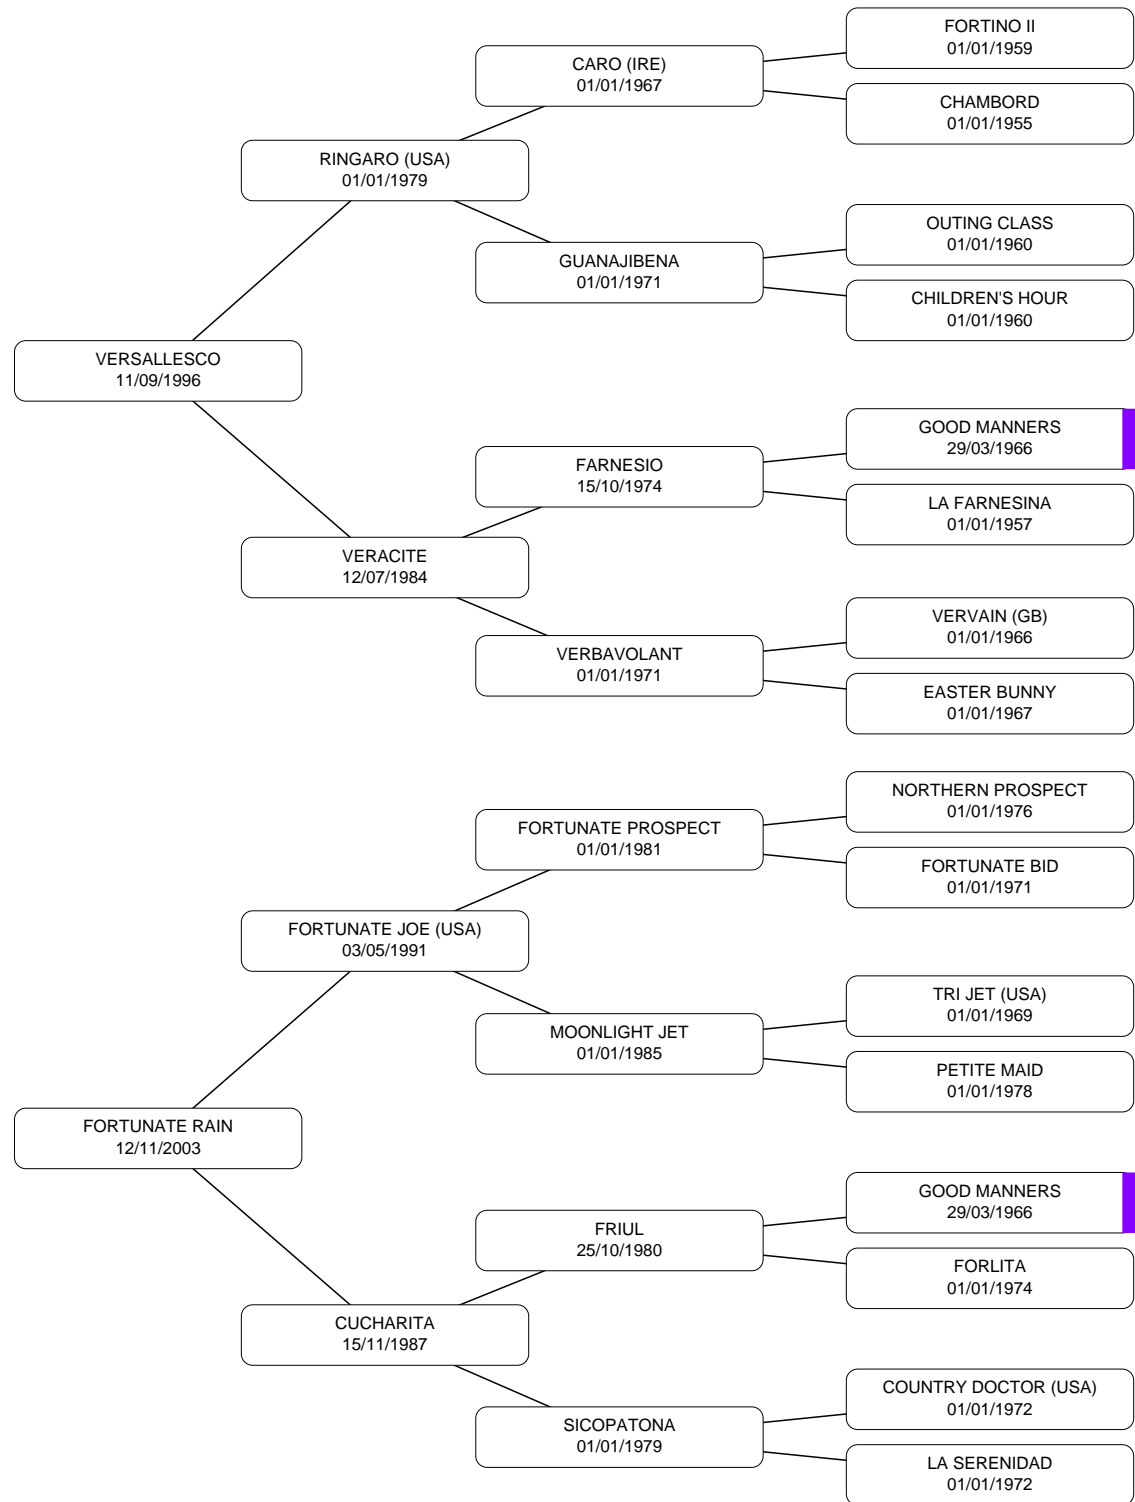 FORTINO II
01/01/1959
CARO (IRE)
01/01/1967
CHAMBORD
01/01/1955
RINGARO (USA)
01/01/1979
OUTING CLASS
01/01/1960
GUANAJIBENA
01/01/1971
CHILDREN'S HOUR
01/01/1960
VERSALLESCO
11/09/1996
GOOD MANNERS
29/03/1966
FARNESIO
15/10/1974
LA FARNESINA
01/01/1957
VERACITE
12/07/1984
VERVAIN (GB)
01/01/1966
VERBAVOLANT
01/01/1971
EASTER BUNNY
01/01/1967
NORTHERN PROSPECT
01/01/1976
FORTUNATE PROSPECT
01/01/1981
FORTUNATE BID
01/01/1971
FORTUNATE JOE (USA)
03/05/1991
TRI JET (USA)
01/01/1969
MOONLIGHT JET
01/01/1985
PETITE MAID
01/01/1978
FORTUNATE RAIN
12/11/2003
GOOD MANNERS
29/03/1966
FRIUL
25/10/1980
FORLITA
01/01/1974
CUCHARITA
15/11/1987
COUNTRY DOCTOR (USA)
01/01/1972
SICOPATONA
01/01/1979
LA SERENIDAD
01/01/1972